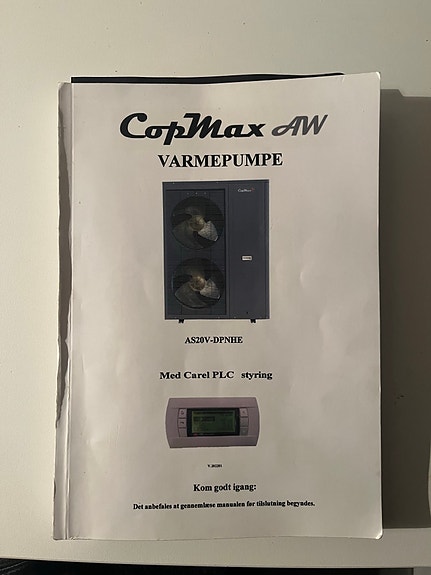 CopMax AW
VARMEPUMPE
CopMax
AS20V-DPNHE
Med Carel PLC styring
Kom godt igang:
Det anbefales at gennemlæse manualen før tilslutning begyndes.